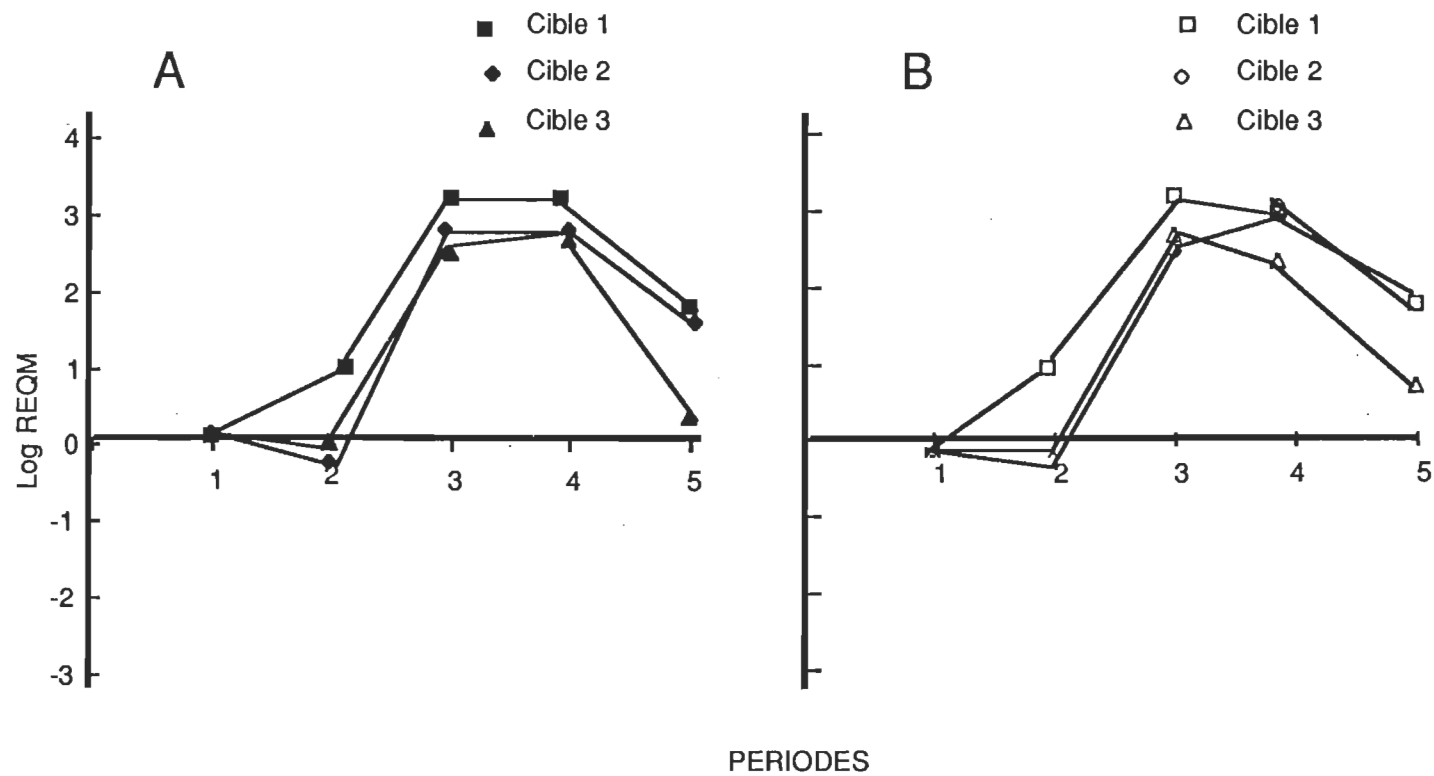 A
Cible 1
Cible 2
Cible 3
B
Cible 1
Cible 2
Cible 3
Log REQM
4
3
2
1
0
-1
-2
-3
1 2 3 4 5
1 2 3 4 5
PERIODES